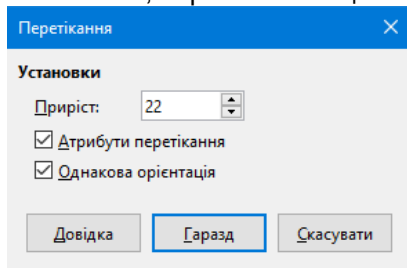 Перетікання
Установки
Приріст: 22
Атрибути перетікання
Однакова орієнтація
Довідка Гаразд Скасувати